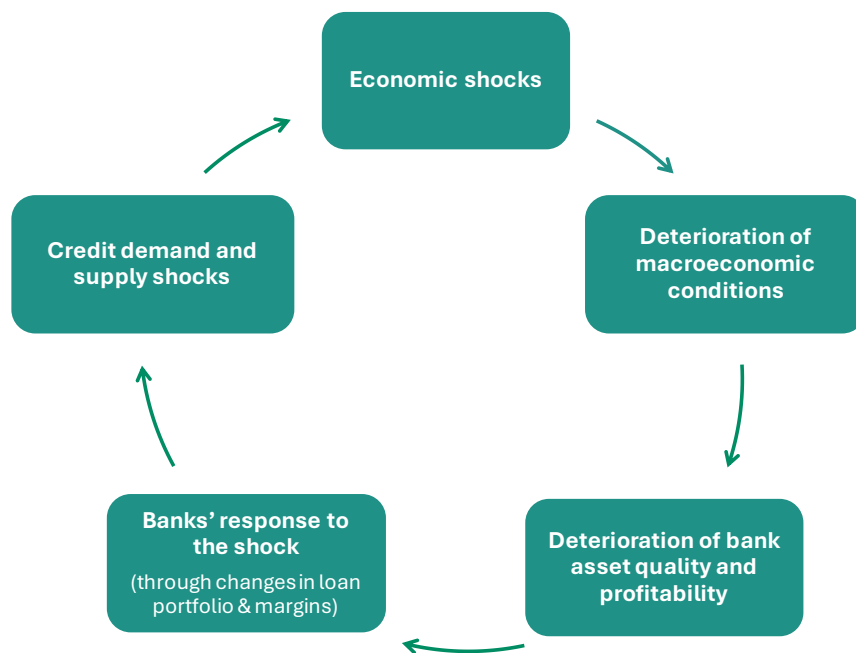 Economic shocks
Deterioration of
macroeconomic
conditions
Deterioration of bank
asset quality and
profitability
Banks’ response to
the shock
(through changes in loan
portfolio & margins)
Credit demand and
supply shocks